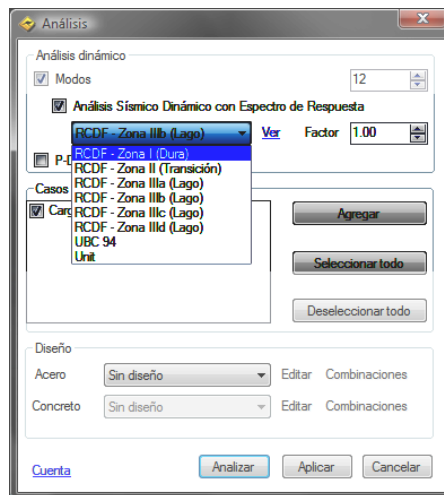 Análisis
Análisis dinámico
Modos 12
Análisis Sísmico Dinámico con Espectro de Respuesta
RCDF - Zona IIIb (Lago) Ver Factor 1.00
RCDF - Zona I (Dura)
RCDF - Zona II (Transición)
RCDF - Zona IIIa (Lago)
RCDF - Zona IIIb (Lago)
RCDF - Zona IIIc (Lago)
RCDF - Zona IIId (Lago)
UBC 94
Unit
Casos
Agregar
Seleccionar todo
Deseleccionar todo
Diseño
Acero Sin diseño Editar Combinaciones
Concreto Sin diseño Editar Combinaciones
Cuenta Analizar Aplicar Cancelar